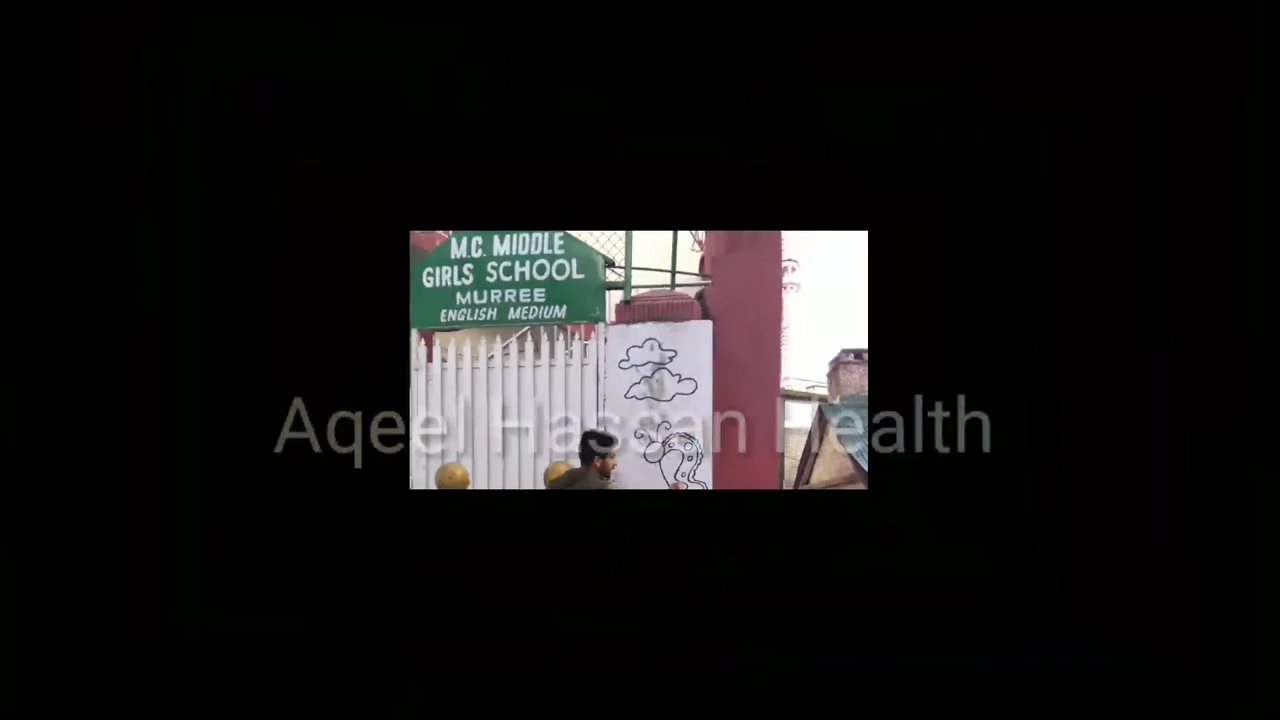 M.C. MIDDLE
GIRLS SCHOOL
MURREE
ENGLISH MEDIUM
Aqeel Hassan Health